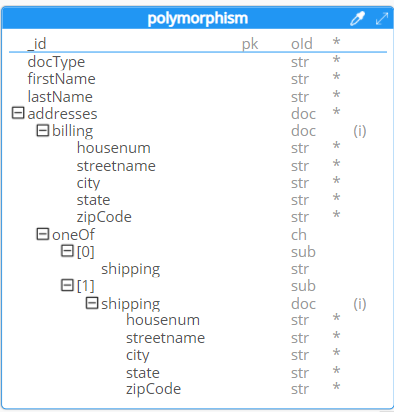 polymorphism
_id pk oId *
docType str *
firstName str *
lastName str *
addresses doc *
billing doc (i)
housenum str *
streetname str *
city str *
state str *
zipCode str *
oneOf ch
[0] sub
shipping str
[1] sub
shipping doc (i)
housenum str *
streetname str *
city str *
state str *
zipCode str *